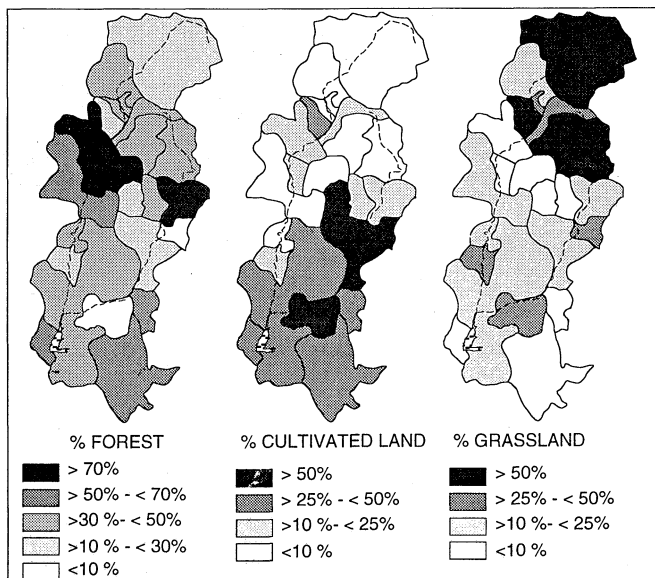 % FOREST
> 70%
> 50% - < 70%
>30 % - < 50%
>10 % - < 30%
<10 %
% CULTIVATED LAND
> 50%
> 25% - < 50%
>10 % - < 25%
<10 %
% GRASSLAND
> 50%
> 25% - < 50%
>10 % - < 25%
<10 %